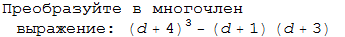 Преобразуйте в многочлен
выражение: (d + 4)³ – (d + 1) (d + 3)